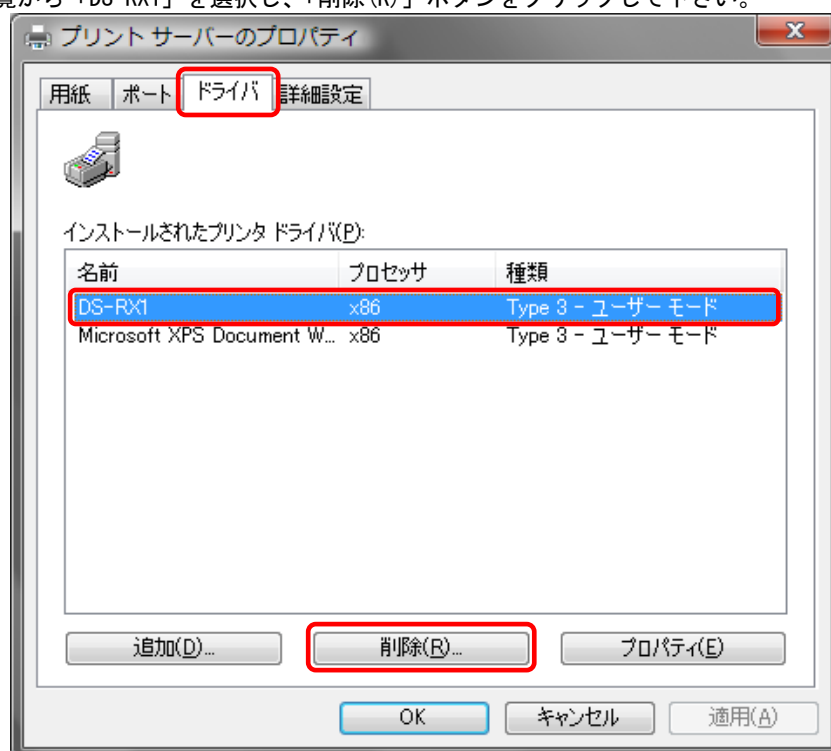 覧から「DS-RX1」を選択し、「削除(R)」ボタンをクリックして下さい。
プリント サーバーのプロパティ
用紙 ポート ドライバ 詳細設定
インストールされたプリンタ ドライバ(P):
名前 プロセッサ 種類
DS-RX1 x86 Type 3 - ユーザー モード
Microsoft XPS Document W... x86 Type 3 - ユーザー モード
追加(D)... 削除(R)... プロパティ(E)
OK キャンセル 適用(A)